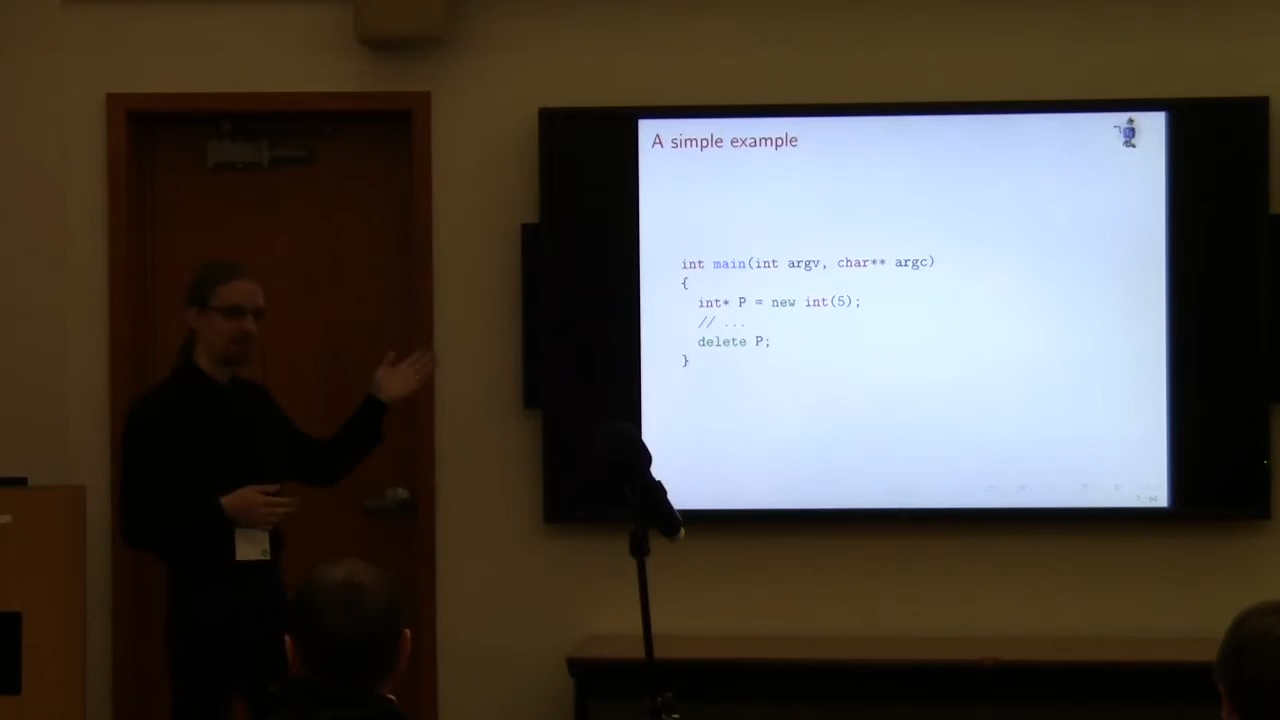 A simple example
int main(int argv, char** argc)
{
int* P = new int(5);
// ...
delete P;
}